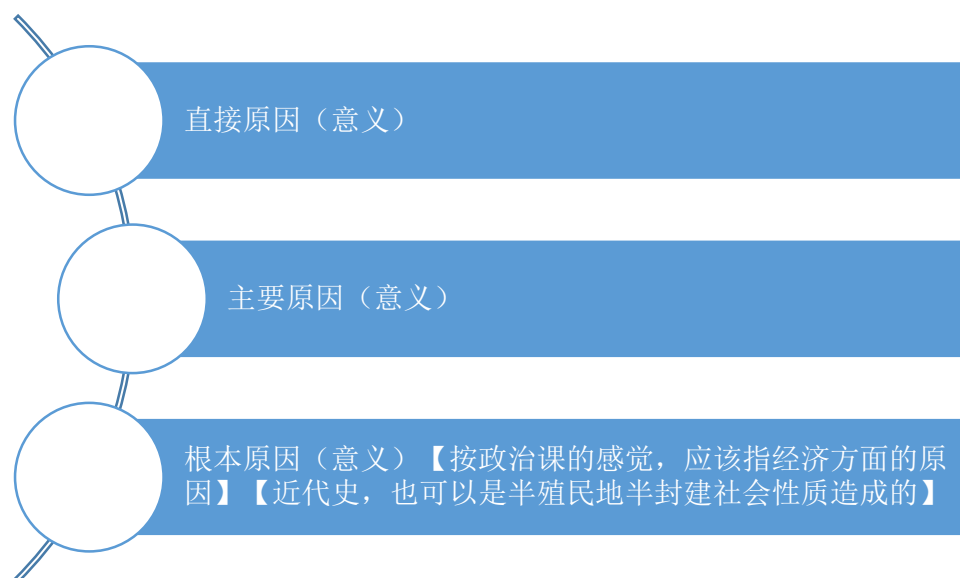 直接原因（意义）
主要原因（意义）
根本原因（意义）【按政治课的感觉，应该指经济方面的原
因】【近代史，也可以是半殖民地半封建社会性质造成的】